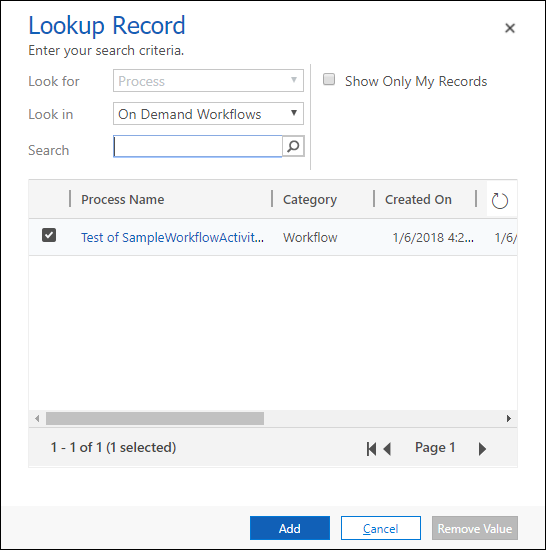 Lookup Record
Enter your search criteria.
Look for Process
Show Only My Records
Look in On Demand Workflows
Search
Process Name Category Created On
Test of SampleWorkflowActivit... Workflow 1/6/2018 4:2... 1/6/
1 - 1 of 1 (1 selected) Page 1
Add Cancel Remove Value